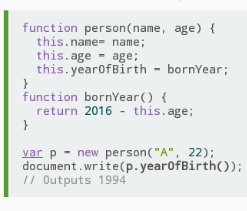 function person(name, age) {
  this.name= name;
  this.age = age;
  this.yearOfBirth = bornYear;
}
function bornYear() {
  return 2016 - this.age;
}
var p = new person("A", 22);
document.write(p.yearOfBirth());
// Outputs 1994